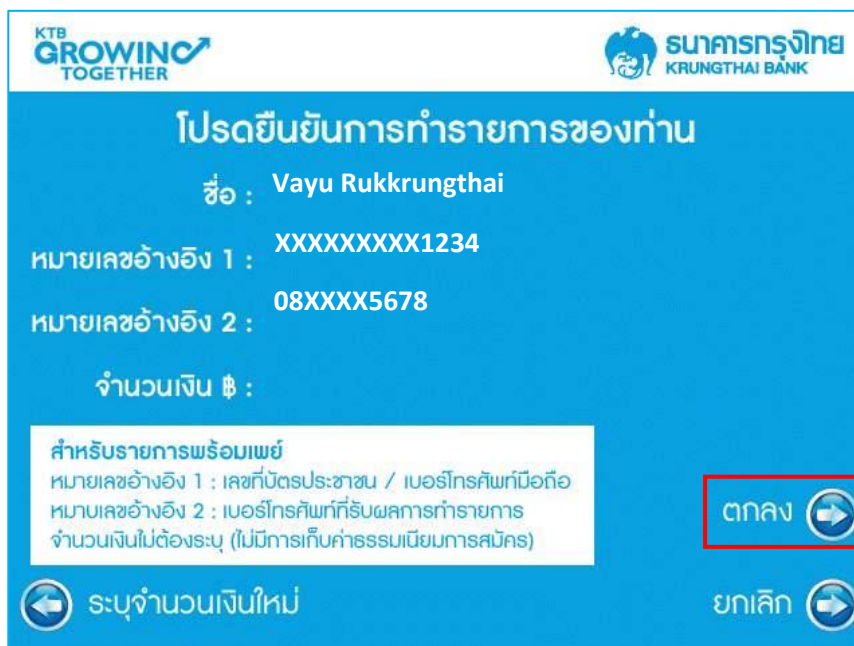 KTB
GROWING
TOGETHER
ธนาคารกรุงไทย
KRUNGTHAI BANK
โปรดยืนยันการทำรายการของท่าน
ชื่อ : Vayu Rukkrungthai
หมายเลขอ้างอิง 1 : XXXXXXXXX1234
หมายเลขอ้างอิง 2 : 08XXXX5678
จำนวนเงิน ฿ :
สำหรับรายการพร้อมเพย์
หมายเลขอ้างอิง 1 : เลขที่บัตรประชาชน / เบอร์โทรศัพท์มือถือ
หมาบเลขอ้างอิง 2 : เบอร์โทรศัพท์ที่รับผลการทำรายการ
จำนวนเงินไม่ต้องระบุ (ไม่มีการเก็บค่าธรรมเนียมการสมัคร)
ตกลง
ระบุจำนวนเงินใหม่
ยกเลิก